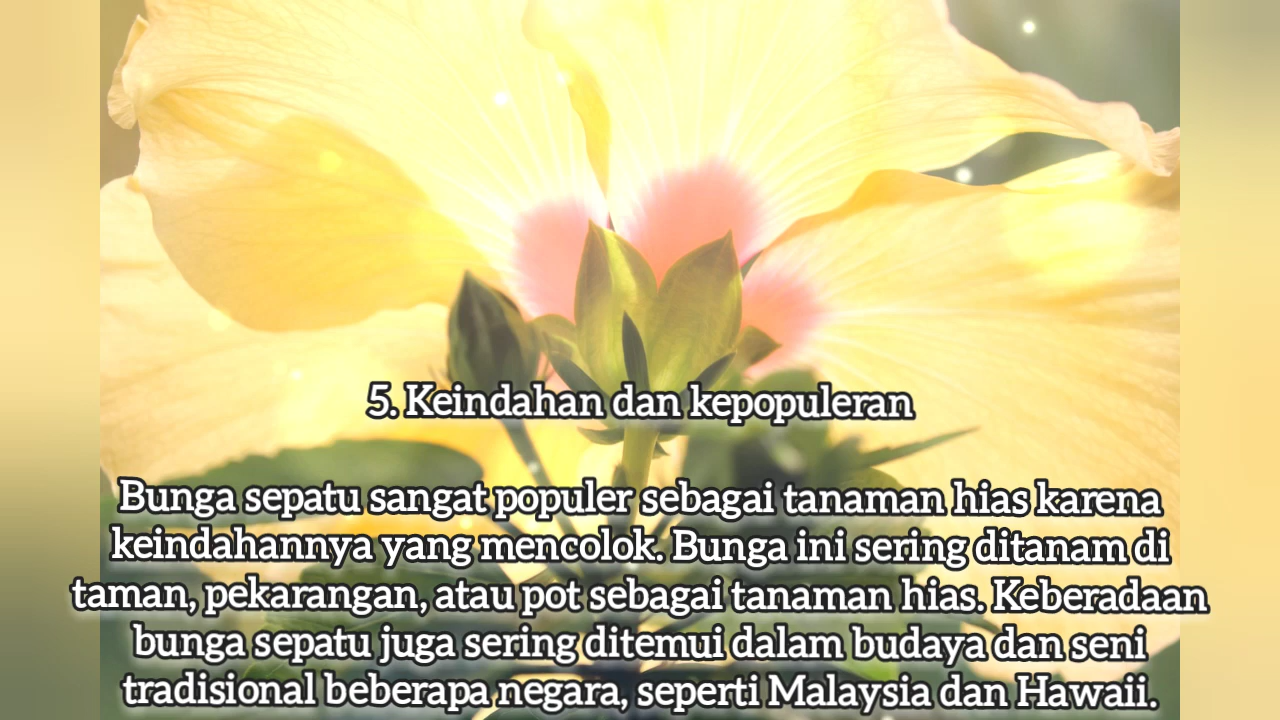 5. Keindahan dan kepopuleran
Bunga sepatu sangat populer sebagai tanaman hias karena
keindahannya yang mencolok. Bunga ini sering ditanam di
taman, pekarangan, atau pot sebagai tanaman hias. Keberadaan
bunga sepatu juga sering ditemui dalam budaya dan seni
tradisional beberapa negara, seperti Malaysia dan Hawaii.